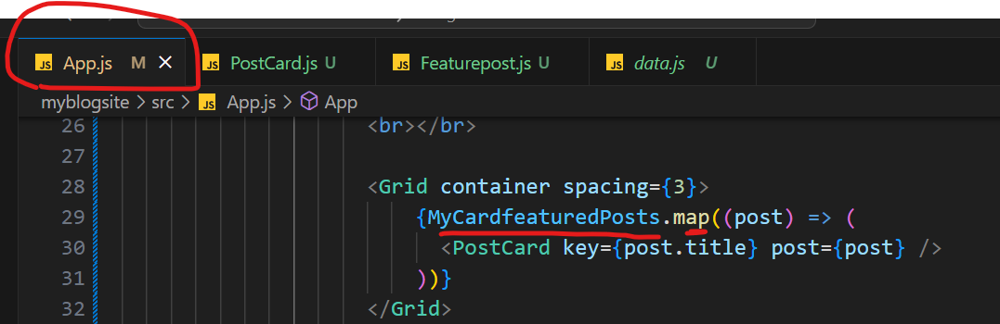 JS App.js M × JS PostCard.js U JS Featurepost.js U JS data.js U
myblogsite > src > JS App.js > App
26 <br></br>
27
28 <Grid container spacing={3}>
29 {MyCardfeaturedPosts.map((post) => (
30 <PostCard key={post.title} post={post} />
31 ))}
32 </Grid>